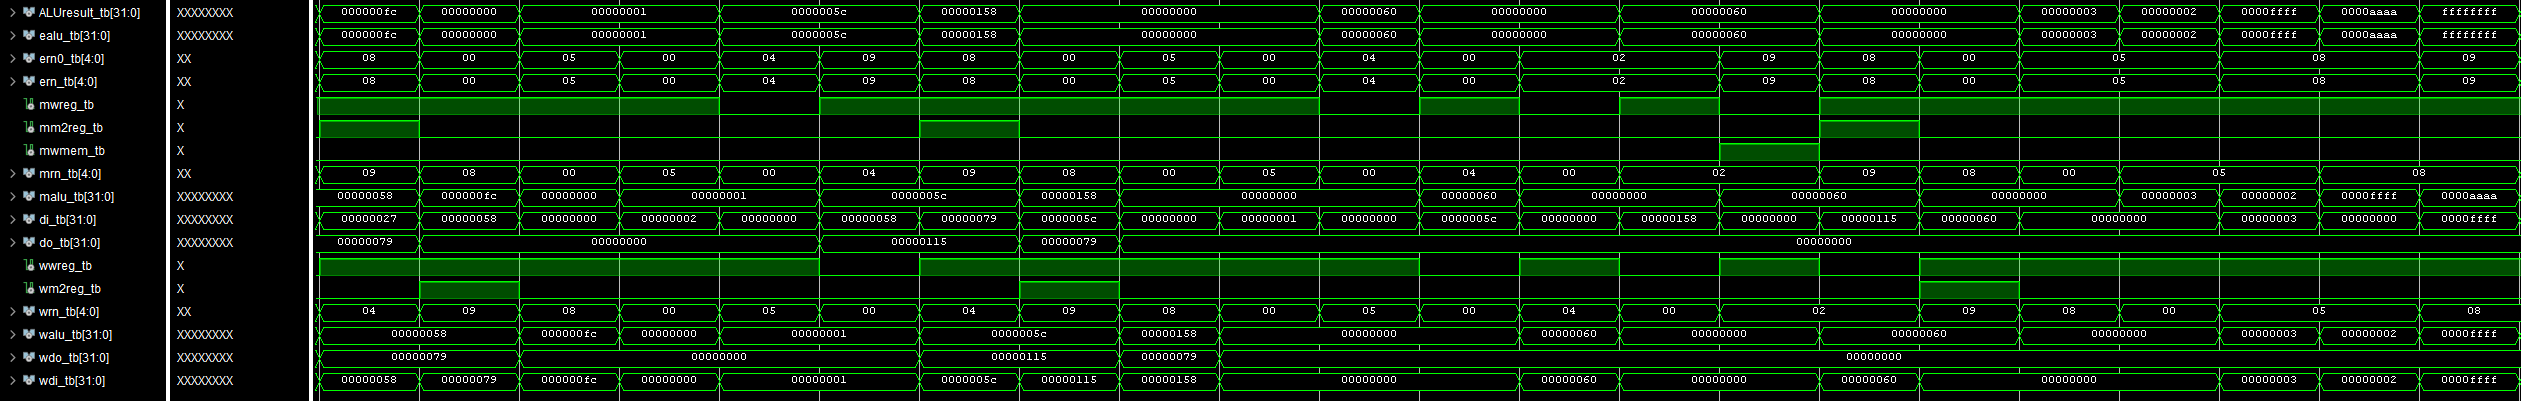 ALUresult_tb[31:0] XXXXXXXX 000000fc 00000000 00000001 0000005c 00000158 00000000 00000060 00000000 00000060 00000000 00000003 00000002 0000ffff 0000aaaa ffffffff
ealu_tb[31:0] XXXXXXXX 000000fc 00000000 00000001 0000005c 00000158 00000000 00000060 00000000 00000060 00000000 00000003 00000002 0000ffff 0000aaaa ffffffff
ern0_tb[4:0] XX 08 00 05 00 04 09 08 00 05 00 04 00 02 09 08 00 05 08 09
ern_tb[4:0] XX 08 00 05 00 04 09 08 00 05 00 04 00 02 09 08 00 05 08 09
mwreg_tb X
mm2reg_tb X
mwmem_tb X
mrn_tb[4:0] XX 09 08 00 05 00 04 09 08 00 05 00 04 00 02 09 08 00 05 08
malu_tb[31:0] XXXXXXXX 00000058 000000fc 00000000 00000001 0000005c 00000158 00000000 00000060 00000000 00000060 00000000 00000003 00000002 0000ffff 0000aaaa
di_tb[31:0] XXXXXXXX 00000027 00000058 00000000 00000002 00000000 00000058 00000079 0000005c 00000000 00000001 00000000 0000005c 00000000 00000158 00000000 00000115 00000060 00000000 00000003 00000000 0000ffff
do_tb[31:0] XXXXXXXX 00000079 00000000 00000115 00000079 00000000
wwreg_tb X
wm2reg_tb X
wrn_tb[4:0] XX 04 09 08 00 05 00 04 09 08 00 05 00 04 00 02 09 08 00 05 08
walu_tb[31:0] XXXXXXXX 00000058 000000fc 00000000 00000001 0000005c 00000158 00000000 00000060 00000000 00000060 00000000 00000003 00000002 0000ffff
wdo_tb[31:0] XXXXXXXX 00000079 00000000 00000115 00000079 00000000
wdi_tb[31:0] XXXXXXXX 00000058 00000079 000000fc 00000000 00000001 0000005c 00000115 00000158 00000000 00000060 00000000 00000060 00000000 00000003 00000002 0000ffff